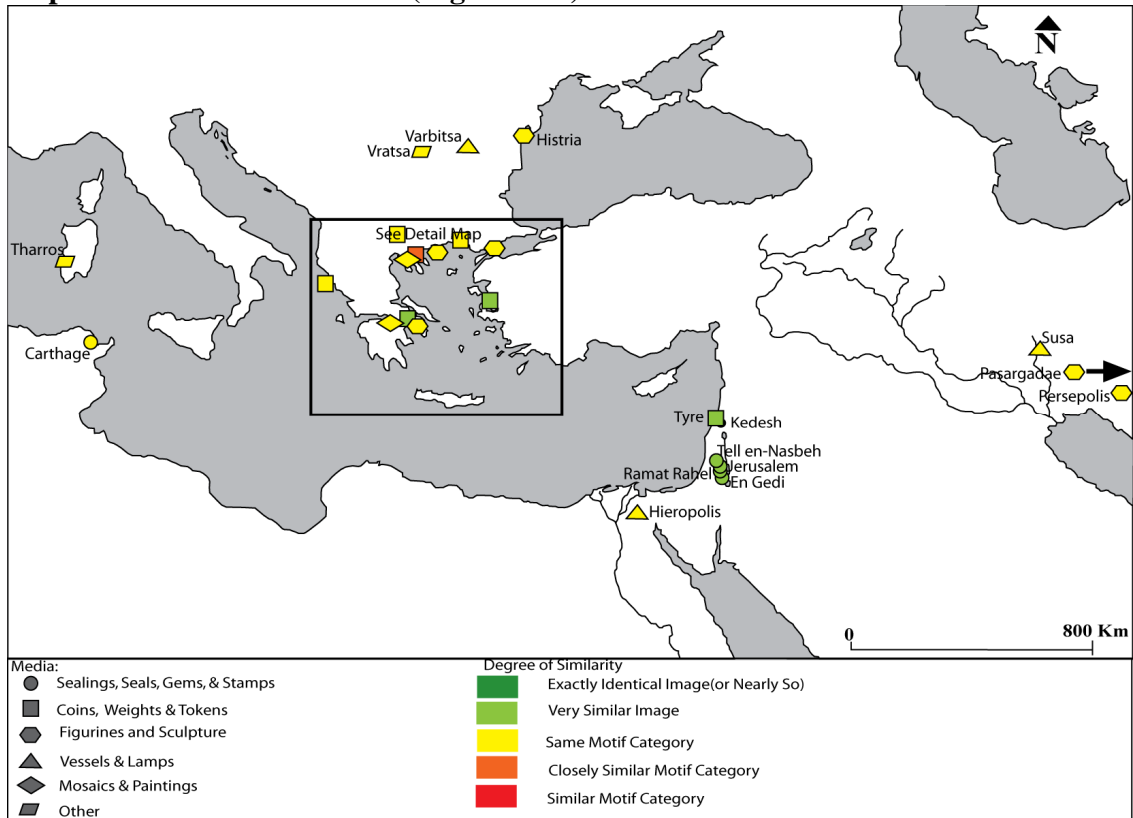 N
Varbitsa
Vratsa
Histria
See Detail Map
Tharros
Carthage
Susa
Pasargadae
Persepolis
Tyre
Kedesh
Tell en-Nasbeh
Jerusalem
Ramat Rahel
En Gedi
Hieropolis
0
800 Km
Media:
Sealings, Seals, Gems, & Stamps
Coins, Weights & Tokens
Figurines and Sculpture
Vessels & Lamps
Mosaics & Paintings
Other
Degree of Similarity
Exactly Identical Image(or Nearly So)
Very Similar Image
Same Motif Category
Closely Similar Motif Category
Similar Motif Category